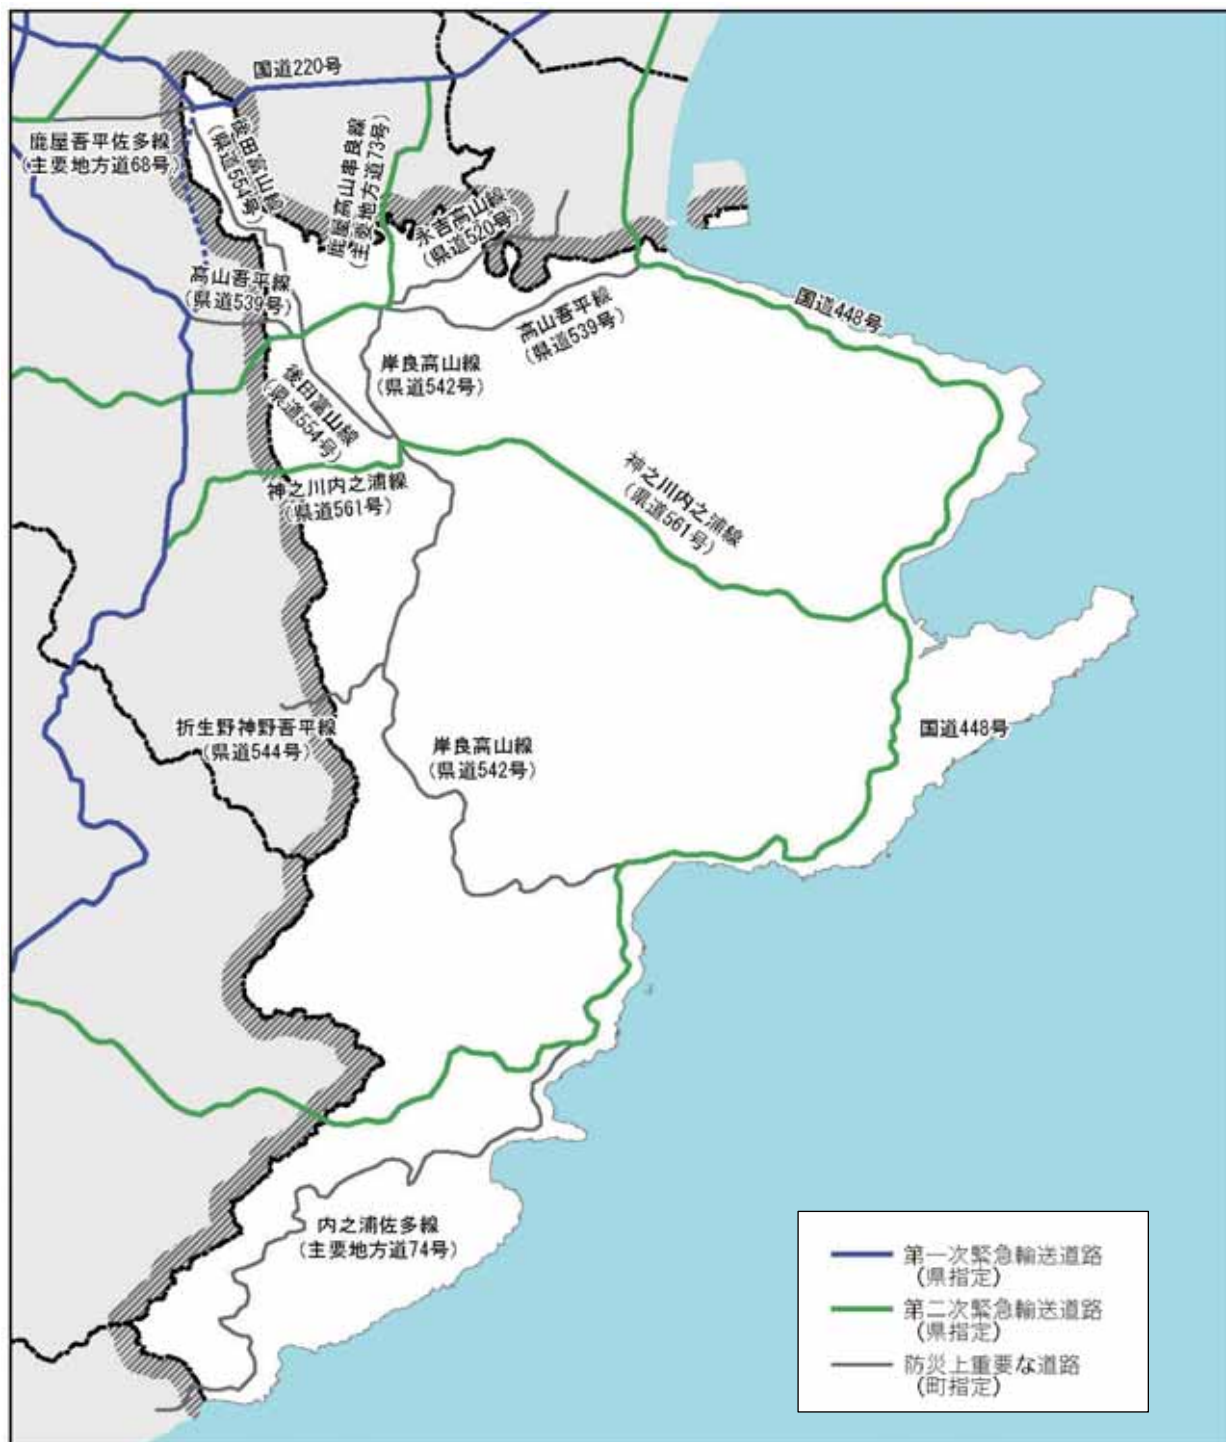 国道220号
鹿屋吾平佐多線
(主要地方道68号)
後田富山線
(県道554号)
鹿屋高山串良線
(主要地方道73号)
永吉高山線
(県道520号)
高山吾平線
(県道539号)
高山吾平線
(県道539号)
国道448号
岸良高山線
(県道542号)
後田富山線
(県道554号)
神之川内之浦線
(県道561号)
神之川内之浦線
(県道561号)
折生野神野吾平線
(県道544号)
岸良高山線
(県道542号)
国道448号
内之浦佐多線
(主要地方道74号)
第一次緊急輸送道路
(県指定)
第二次緊急輸送道路
(県指定)
防災上重要な道路
(町指定)